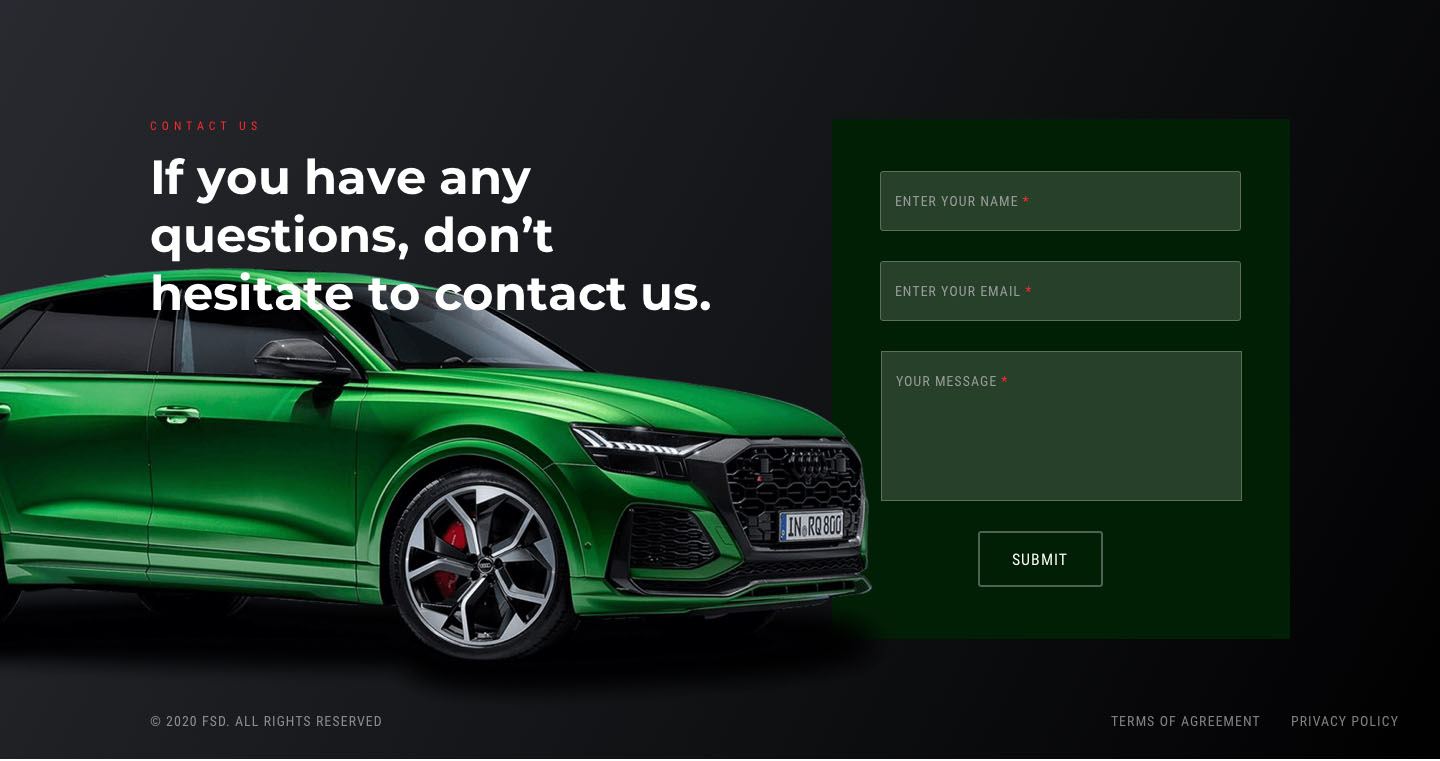 CONTACT US
If you have any
questions, don’t
hesitate to contact us.
ENTER YOUR NAME *
ENTER YOUR EMAIL *
YOUR MESSAGE *
SUBMIT
IN RQ 800
© 2020 FSD. ALL RIGHTS RESERVED
TERMS OF AGREEMENT
PRIVACY POLICY